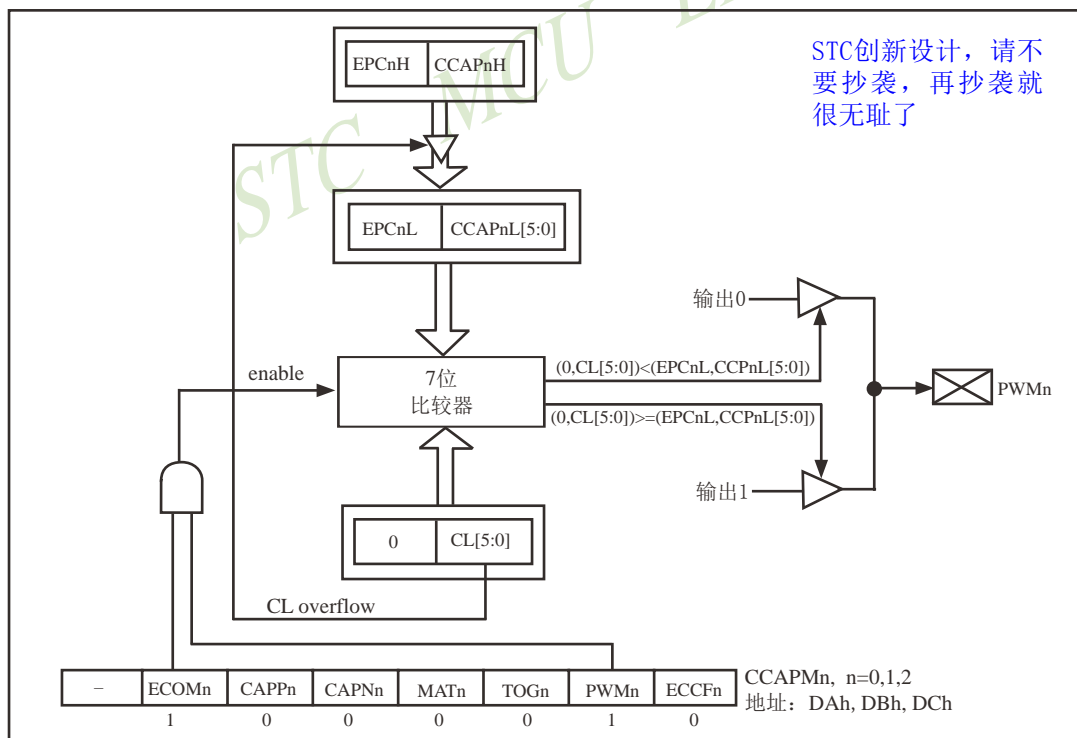 STC MCU
EPCnH CCAPnH
STC创新设计，请不
要抄袭，再抄袭就
很无耻了
EPCnL CCAPnL[5:0]
输出0
enable
7位
比较器
(0,CL[5:0])<(EPCnL,CCPnL[5:0])
(0,CL[5:0])>=(EPCnL,CCPnL[5:0])
PWMn
输出1
0 CL[5:0]
CL overflow
– ECOMn CAPPn CAPNn MATn TOGn PWMn ECCFn
CCAPMn, n=0,1,2
地址：DAh, DBh, DCh
1 0 0 0 0 1 0